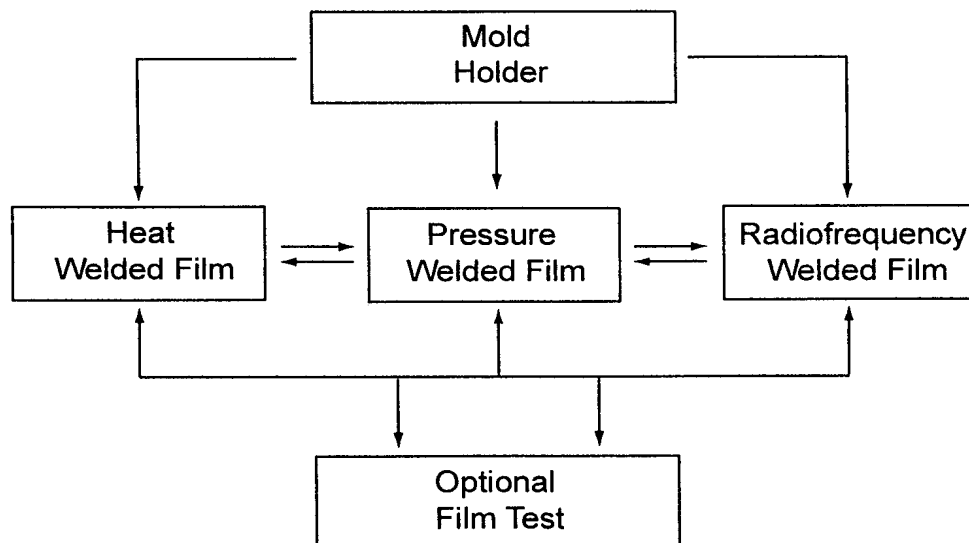 Mold
Holder
Heat
Welded Film
Pressure
Welded Film
Radiofrequency
Welded Film
Optional
Film Test